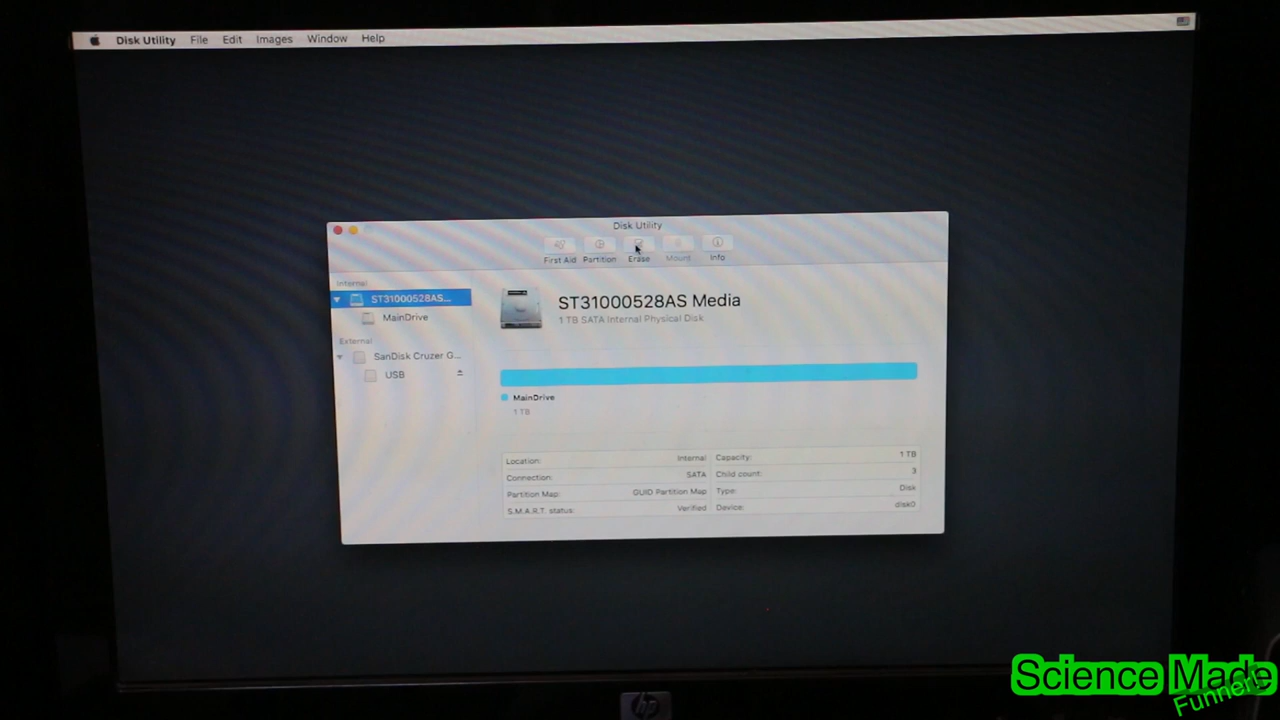 Disk Utility File Edit Images Window Help
Disk Utility
First Aid Partition Erase Mount Info
Internal
ST31000528AS...
MainDrive
External
SanDisk Cruzer G...
USB
ST31000528AS Media
1 TB SATA Internal Physical Disk
MainDrive
1 TB
Location: Internal Capacity: 1 TB
Connection: SATA Child count: 3
Partition Map: GUID Partition Map Type: Disk
S.M.A.R.T. status: Verified Device: disk0
hp
Science Made
Funner!